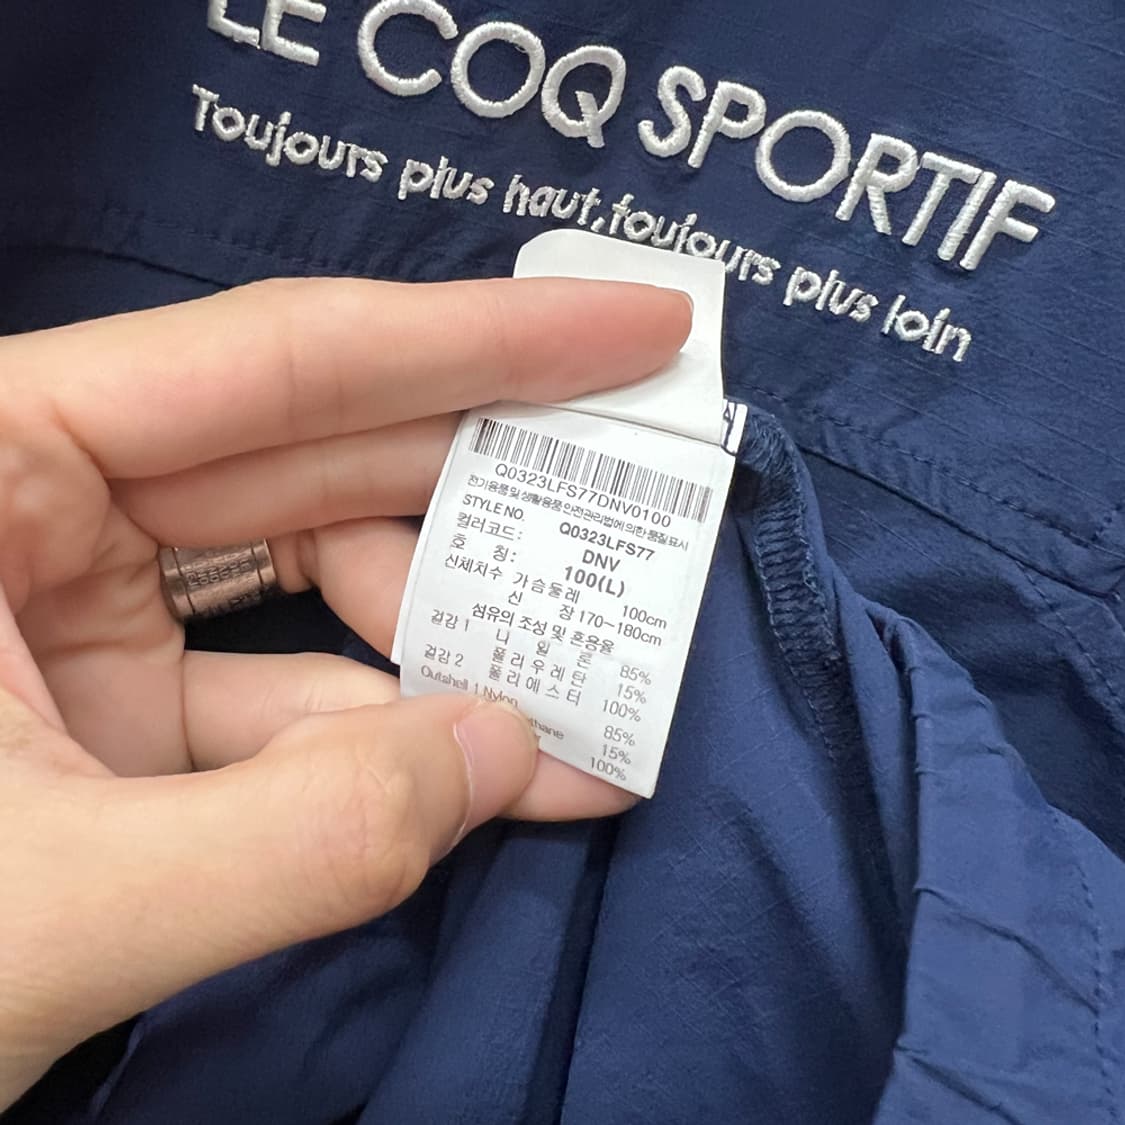 LE COQ SPORTIF
Toujours plus haut,toujours plus loin
Q0323LFS77DNV0100
전기용품 및 생활용품 안전관리법에 의한 품질표시
STYLE NO. Q0323LFS77
컬러코드: DNV
호 칭: 100(L)
신체치수 가슴둘레 100cm
신 장 170~180cm
섬유의 조성 및 혼용율
겉감 1 나 일 론 85%
폴리우레탄 15%
겉감 2 폴리에스터 100%
Outshell 1 Nylon 85%
15%
100%